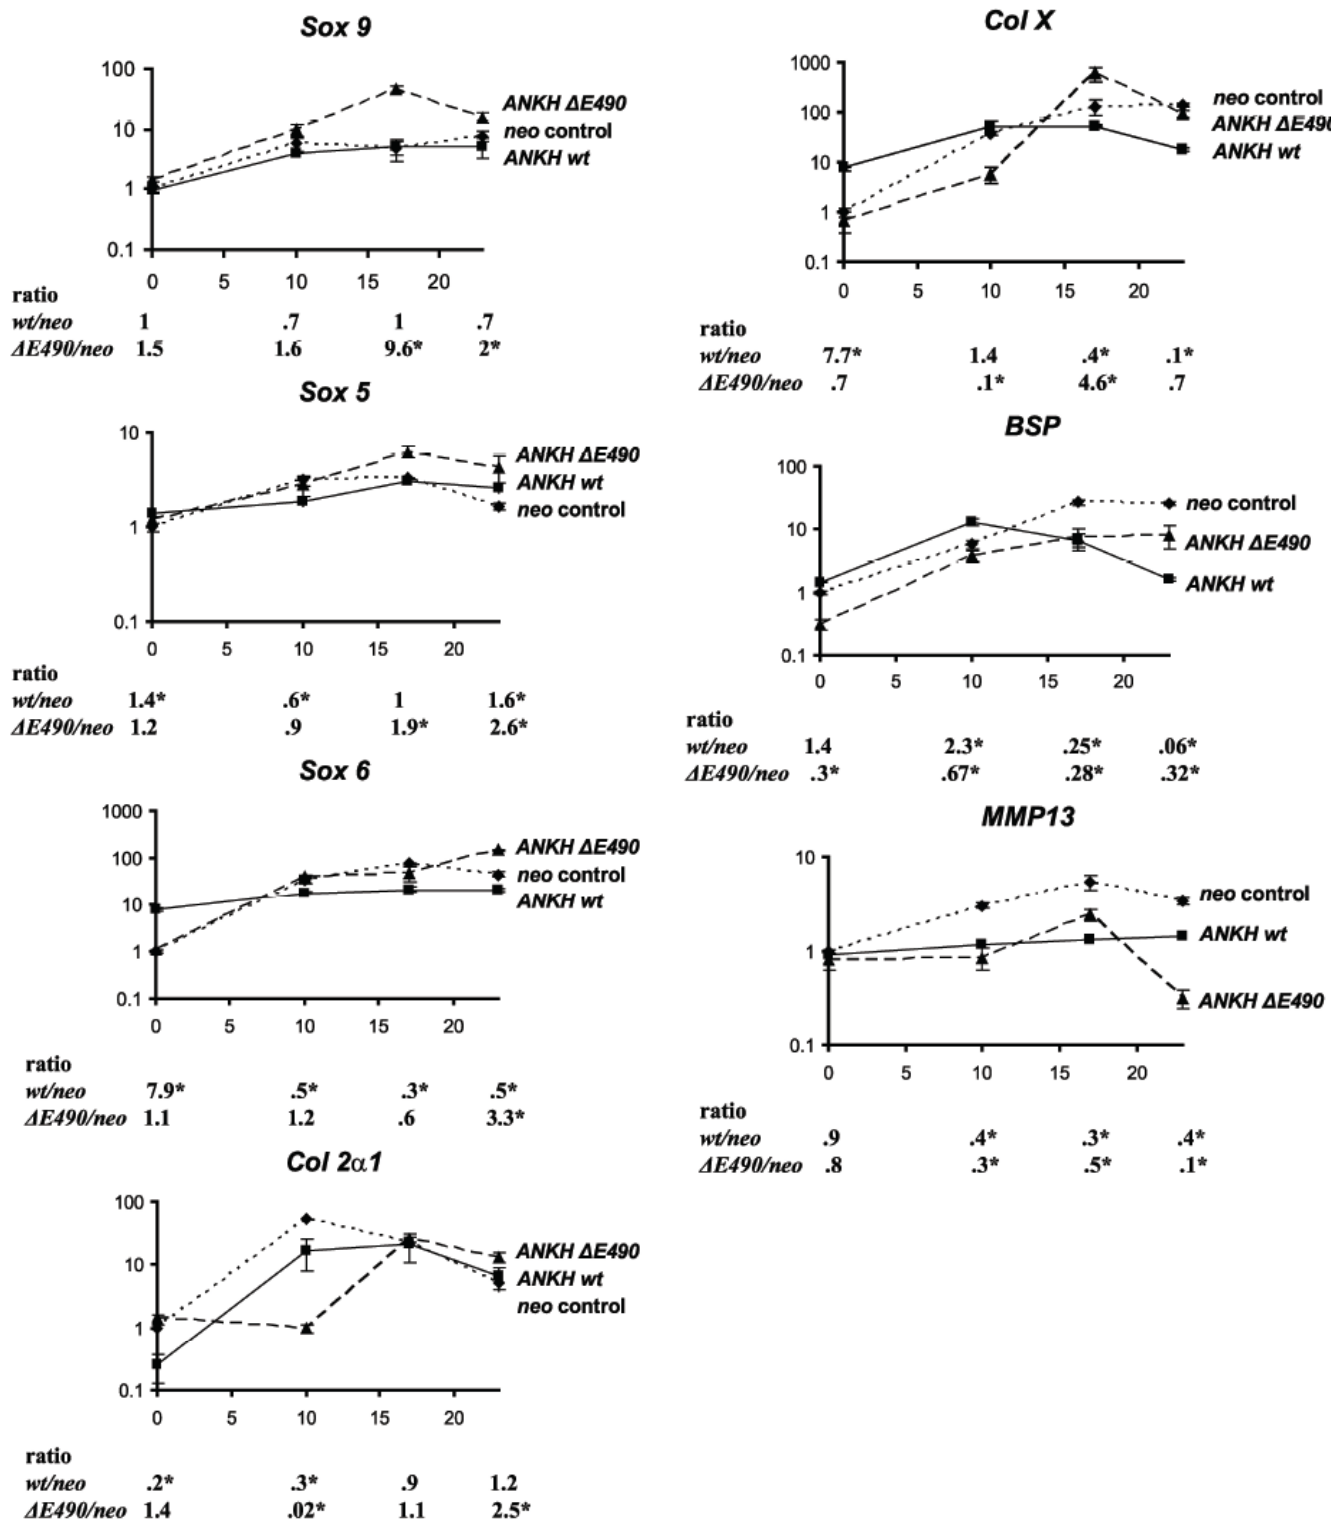 Sox 9
100
10
1
0.1
0 5 10 15 20
ANKH ΔE490
neo control
ANKH wt
ratio
wt/neo 1 .7 1 .7
ΔE490/neo 1.5 1.6 9.6* 2*
Sox 5
10
1
0.1
0 5 10 15 20
ANKH ΔE490
ANKH wt
neo control
ratio
wt/neo 1.4* .6* 1 1.6*
ΔE490/neo 1.2 .9 1.9* 2.6*
Sox 6
1000
100
10
1
0.1
0 5 10 15 20
ANKH ΔE490
neo control
ANKH wt
ratio
wt/neo 7.9* .5* .3* .5*
ΔE490/neo 1.1 1.2 .6 3.3*
Col 2α1
100
10
1
0.1
0 5 10 15 20
ANKH ΔE490
ANKH wt
neo control
ratio
wt/neo .2* .3* .9 1.2
ΔE490/neo 1.4 .02* 1.1 2.5*
Col X
1000
100
10
1
0.1
0 5 10 15 20
neo control
ANKH ΔE490
ANKH wt
ratio
wt/neo 7.7* 1.4 .4* .1*
ΔE490/neo .7 .1* 4.6* .7
BSP
100
10
1
0.1
0 5 10 15 20
neo control
ANKH ΔE490
ANKH wt
ratio
wt/neo 1.4 2.3* .25* .06*
ΔE490/neo .3* .67* .28* .32*
MMP13
10
1
0.1
0 5 10 15 20
neo control
ANKH wt
ANKH ΔE490
ratio
wt/neo .9 .4* .3* .4*
ΔE490/neo .8 .3* .5* .1*